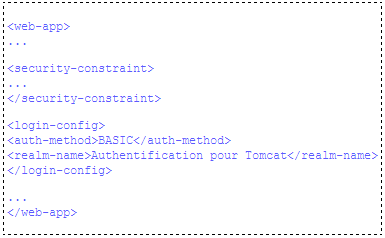 <web-app>
...
<security-constraint>
...
</security-constraint>
<login-config>
<auth-method>BASIC</auth-method>
<realm-name>Authentification pour Tomcat</realm-name>
</login-config>
...
</web-app>